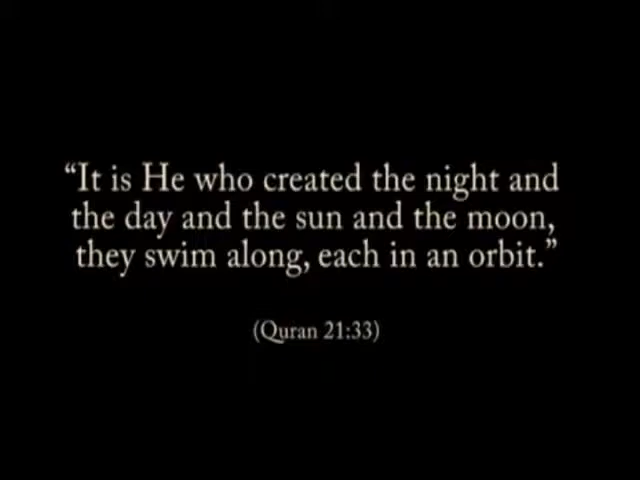 “It is He who created the night and
the day and the sun and the moon,
they swim along, each in an orbit.”
(Quran 21:33)